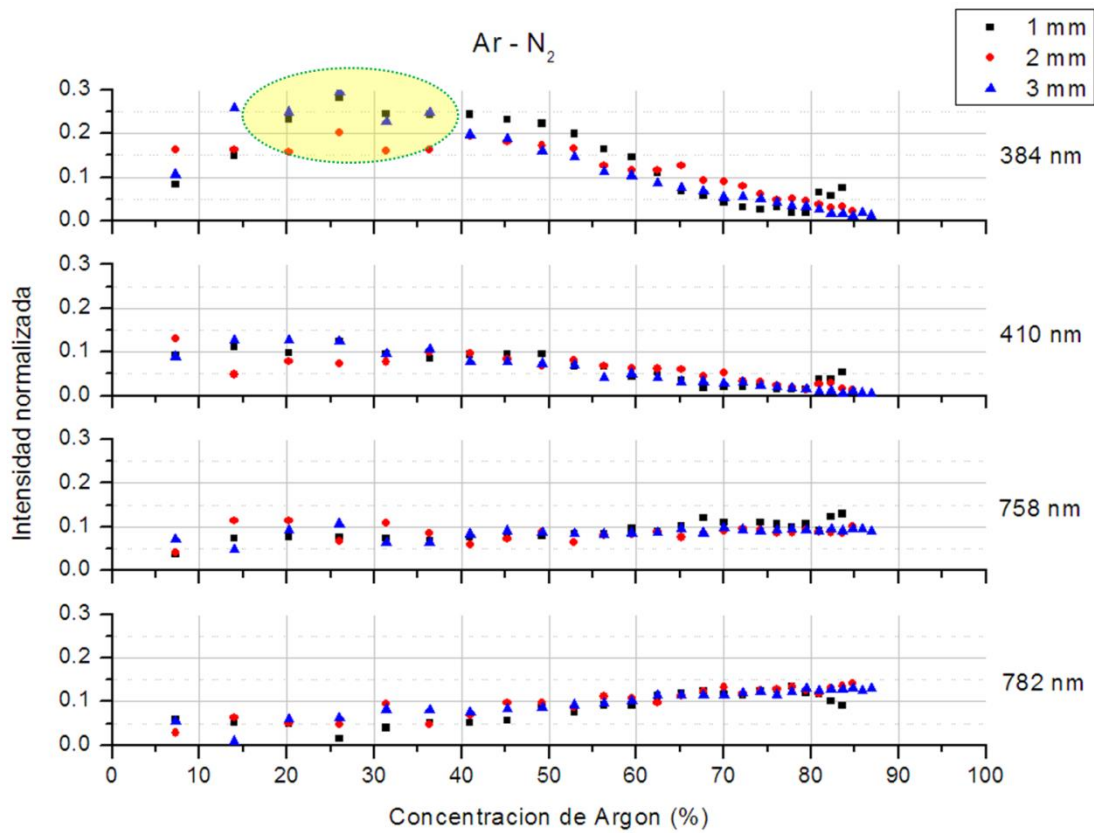 Ar - N₂
1 mm
2 mm
3 mm
0.3
0.2
0.1
0.0
384 nm
0.3
0.2
0.1
0.0
410 nm
0.3
0.2
0.1
0.0
758 nm
0.3
0.2
0.1
0.0
782 nm
0 10 20 30 40 50 60 70 80 90 100
Intensidad normalizada
Concentracion de Argon (%)